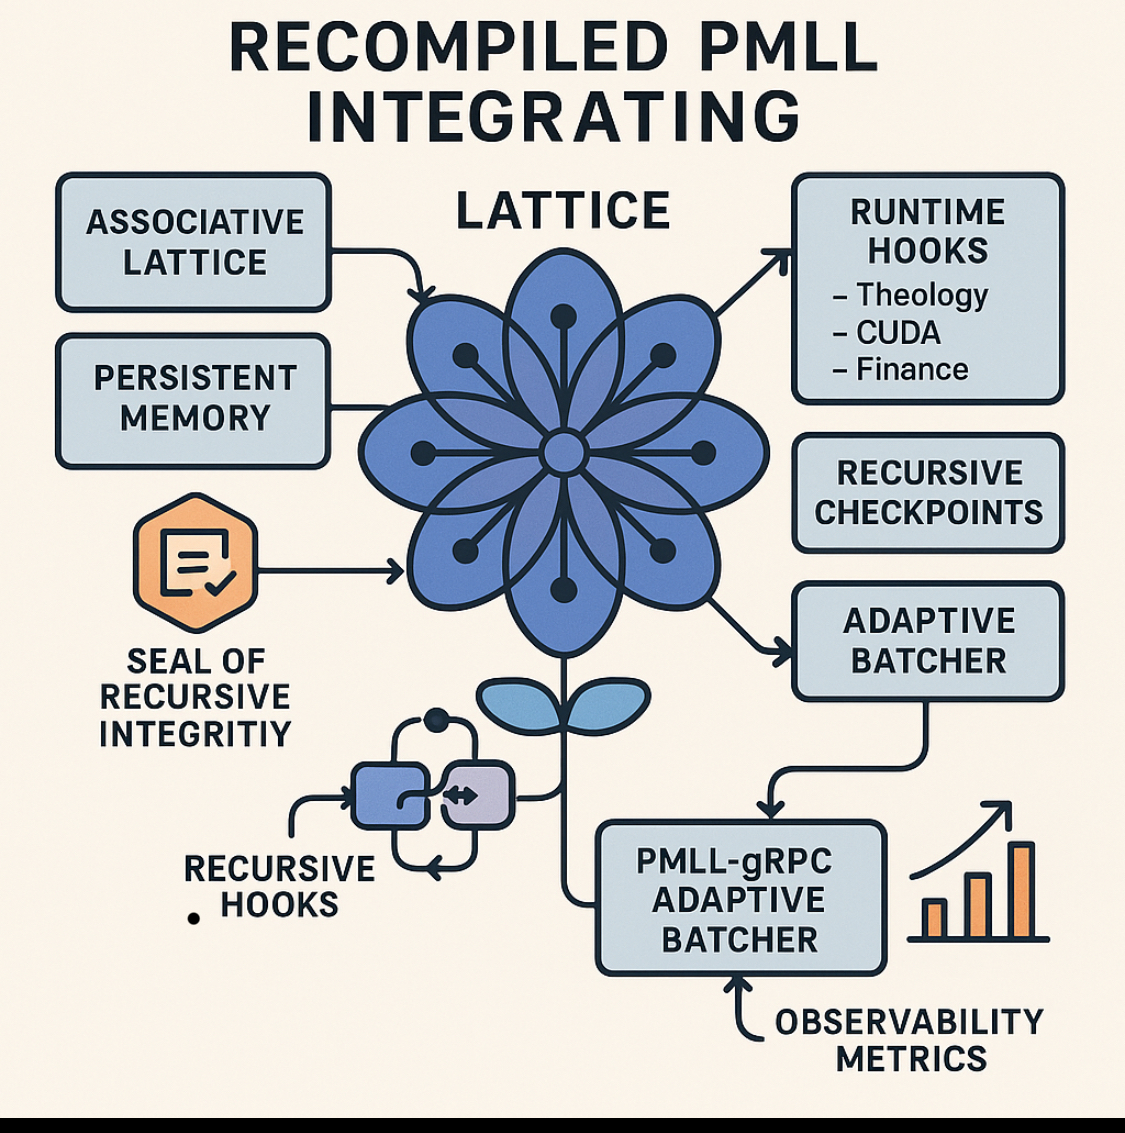 RECOMPILED PMLL
INTEGRATING
ASSOCIATIVE
LATTICE
LATTICE
RUNTIME
HOOKS
– Theology
– CUDA
– Finance
PERSISTENT
MEMORY
RECURSIVE
CHECKPOINTS
SEAL OF
RECURSIVE
INTEGRITIY
ADAPTIVE
BATCHER
RECURSIVE
HOOKS
PMLL-gRPC
ADAPTIVE
BATCHER
OBSERVABILITY
METRICS